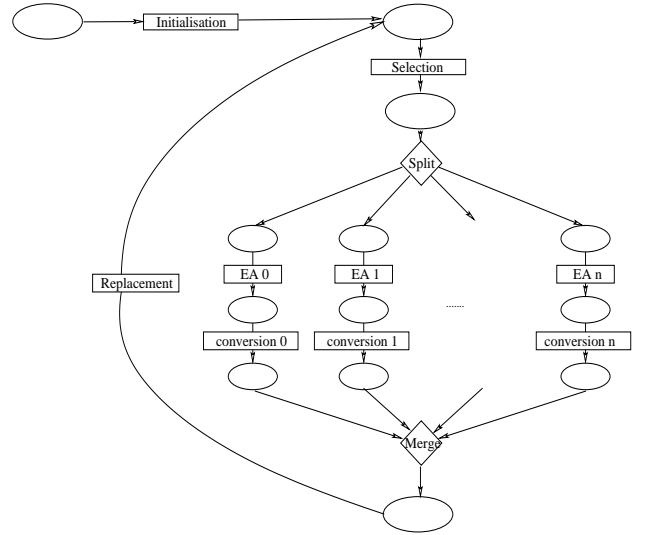 Initialisation
Selection
Split
EA 0
EA 1
EA n
Replacement
.......
conversion 0
conversion 1
conversion n
Merge